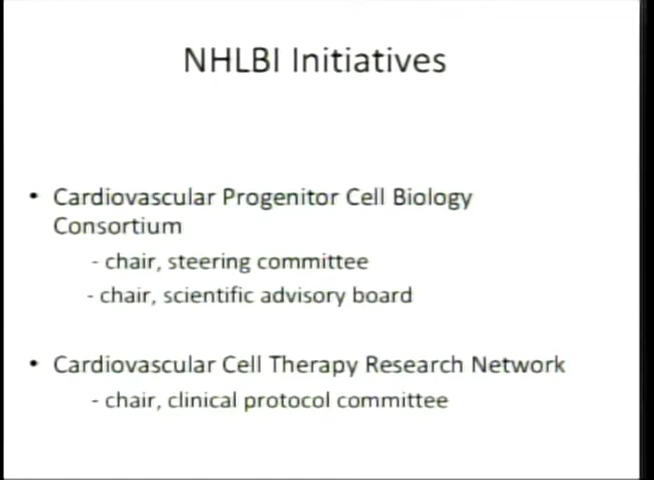 NHLBI Initiatives
• Cardiovascular Progenitor Cell Biology
Consortium
- chair, steering committee
- chair, scientific advisory board
• Cardiovascular Cell Therapy Research Network
- chair, clinical protocol committee